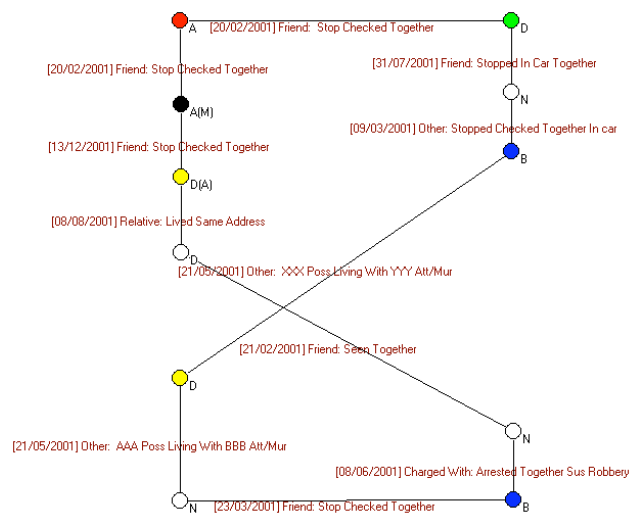 A
D
[20/02/2001] Friend: Stop Checked Together
[31/07/2001] Friend: Stopped In Car Together
[20/02/2001] Friend: Stop Checked Together
N
A(M)
[09/03/2001] Other: Stopped Checked Together In car
[13/12/2001] Friend: Stop Checked Together
B
D(A)
[08/08/2001] Relative: Lived Same Address
D
[21/05/2001] Other: XXX Poss Living With YYY Att/Mur
[21/02/2001] Friend: Seen Together
D
N
[21/05/2001] Other: AAA Poss Living With BBB Att/Mur
[08/06/2001] Charged With: Arrested Together Sus Robbery
N
[23/03/2001] Friend: Stop Checked Together
B